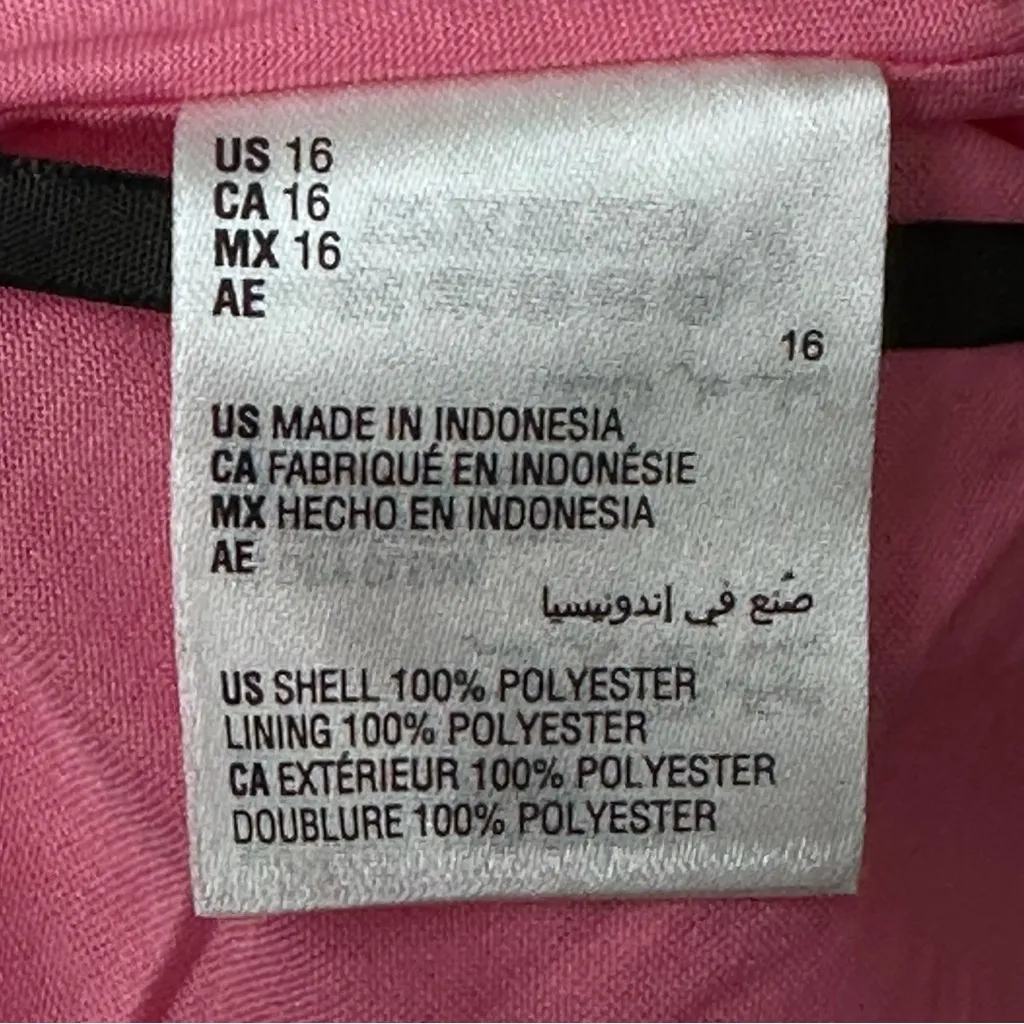 US 16
CA 16
MX 16
AE
16
US MADE IN INDONESIA
CA FABRIQUÉ EN INDONÉSIE
MX HECHO EN INDONESIA
AE
صُنع في إندونيسيا
US SHELL 100% POLYESTER
LINING 100% POLYESTER
CA EXTÉRIEUR 100% POLYESTER
DOUBLURE 100% POLYESTER